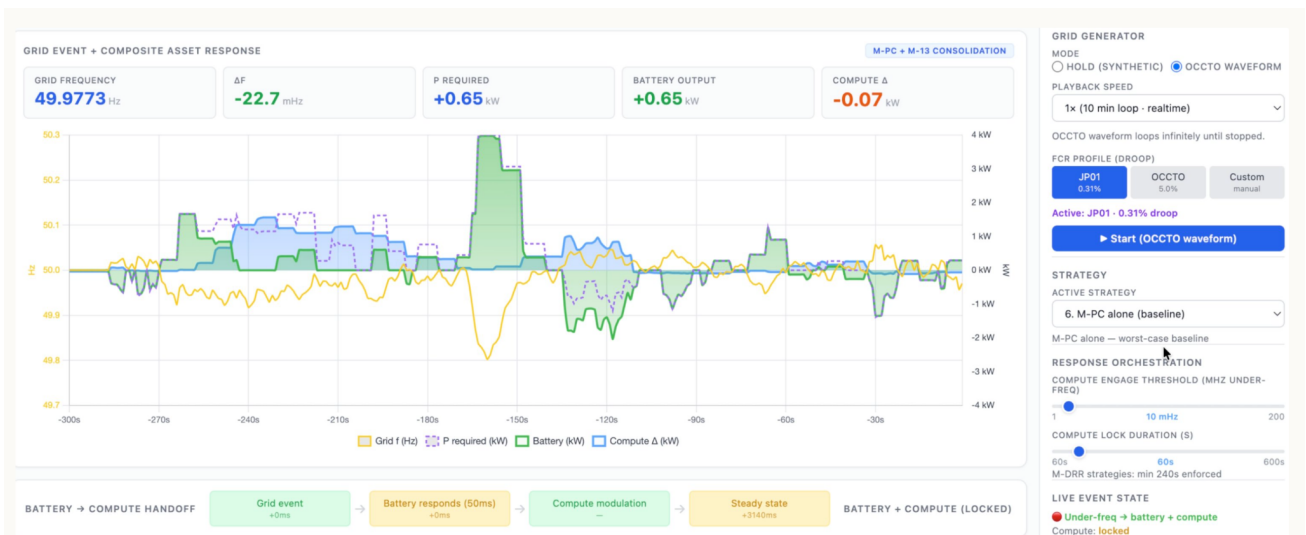 GRID EVENT + COMPOSITE ASSET RESPONSE
M-PC + M-13 CONSOLIDATION
GRID FREQUENCY
49.9773 Hz
ΔF
-22.7 mHz
P REQUIRED
+0.65 kW
BATTERY OUTPUT
+0.65 kW
COMPUTE Δ
-0.07 kW
50.3
50.2
50.1
50.0
49.9
49.8
49.7
Hz
4 kW
3 kW
2 kW
1 kW
0 kW
-1 kW
-2 kW
-3 kW
-4 kW
kW
-300s
-270s
-240s
-210s
-180s
-150s
-120s
-90s
-60s
-30s
Grid f (Hz)
P required (kW)
Battery (kW)
Compute Δ (kW)
BATTERY → COMPUTE HANDOFF
Grid event
+0ms
→
Battery responds (50ms)
+0ms
→
Compute modulation
—
→
Steady state
+3140ms
BATTERY + COMPUTE (LOCKED)
GRID GENERATOR
MODE
HOLD (SYNTHETIC)
OCCTO WAVEFORM
PLAYBACK SPEED
1× (10 min loop · realtime)
OCCTO waveform loops infinitely until stopped.
FCR PROFILE (DROOP)
JP01
0.31%
OCCTO
5.0%
Custom
manual
Active: JP01 · 0.31% droop
▶ Start (OCCTO waveform)
STRATEGY
ACTIVE STRATEGY
6. M-PC alone (baseline)
M-PC alone — worst-case baseline
RESPONSE ORCHESTRATION
COMPUTE ENGAGE THRESHOLD (MHZ UNDER-
FREQ)
1
10 mHz
200
COMPUTE LOCK DURATION (S)
60s
60s
600s
M-DRR strategies: min 240s enforced
LIVE EVENT STATE
Under-freq → battery + compute
Compute: locked